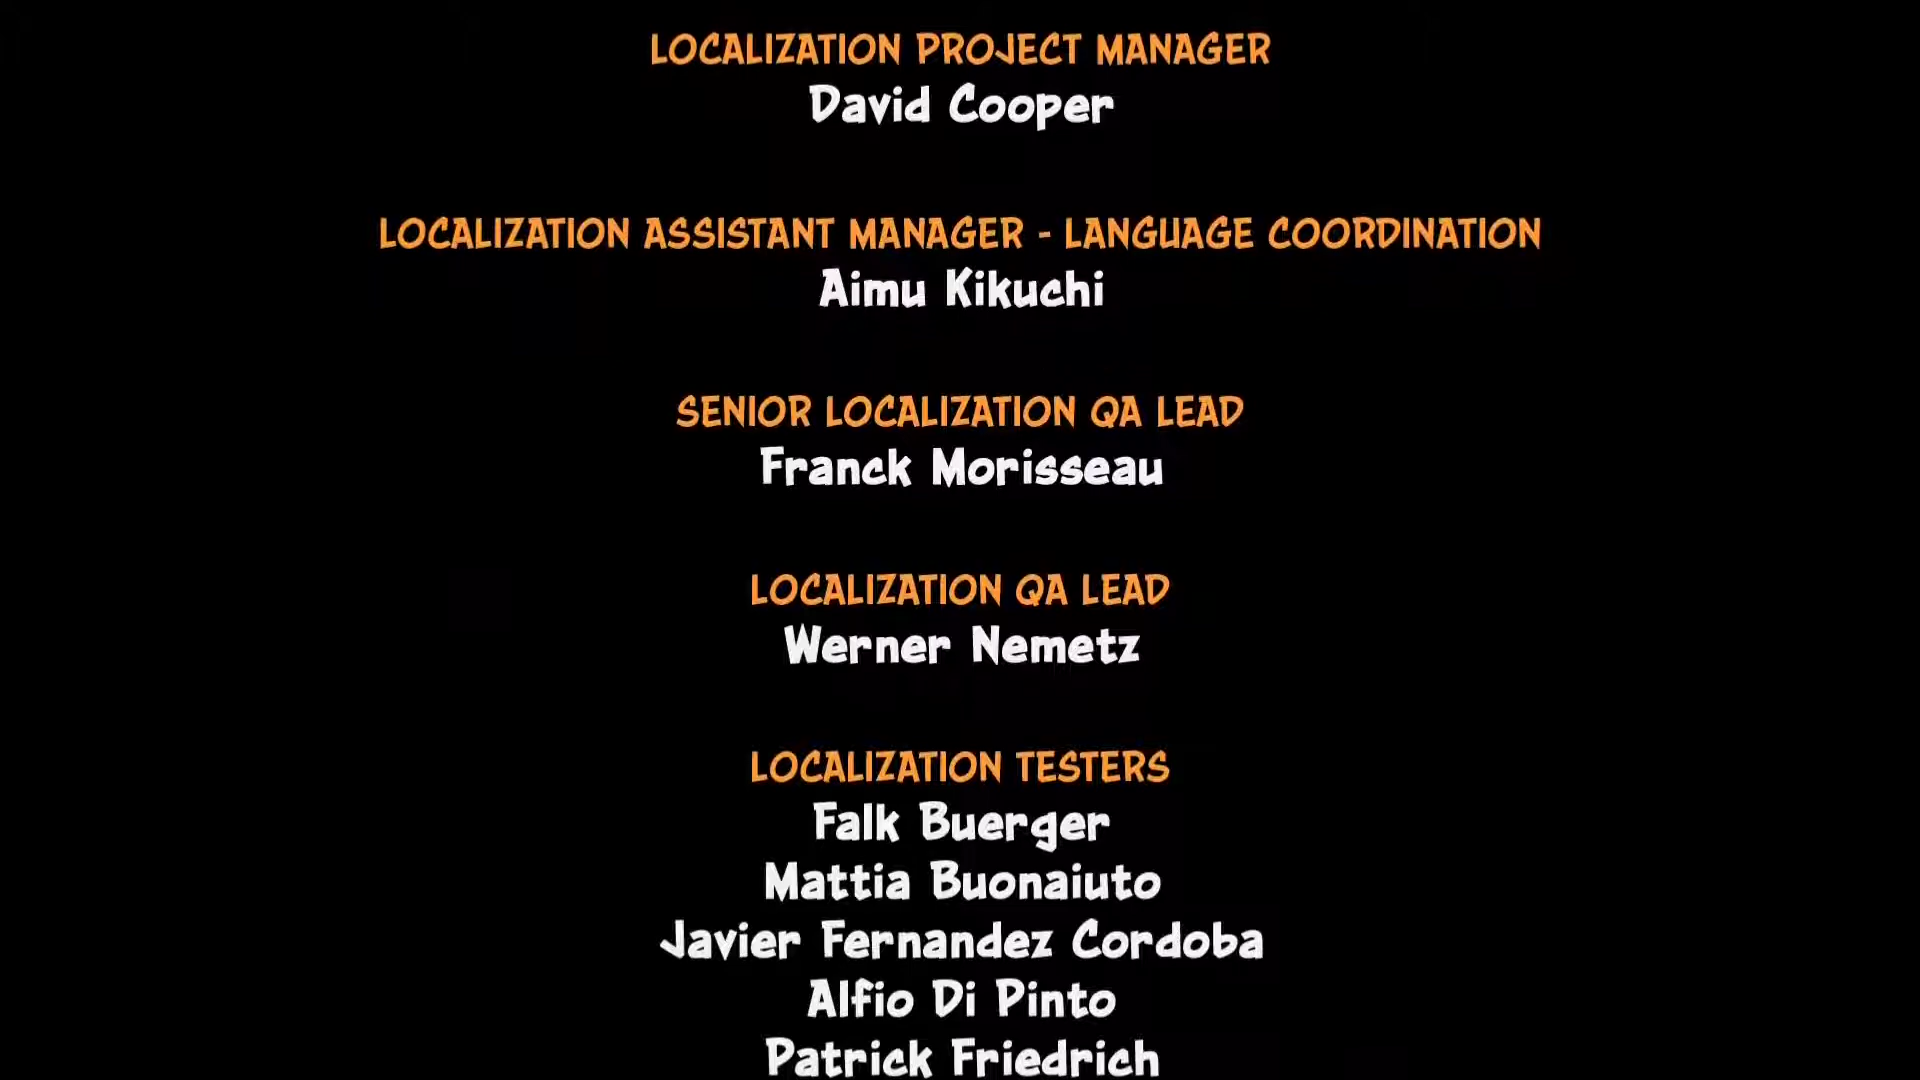 LOCALIZATION PROJECT MANAGER
David Cooper
LOCALIZATION ASSISTANT MANAGER - LANGUAGE COORDINATION
Aimu Kikuchi
SENIOR LOCALIZATION QA LEAD
Franck Morisseau
LOCALIZATION QA LEAD
Werner Nemetz
LOCALIZATION TESTERS
Falk Buerger
Mattia Buonaiuto
Javier Fernandez Cordoba
Alfio Di Pinto
Patrick Friedrich